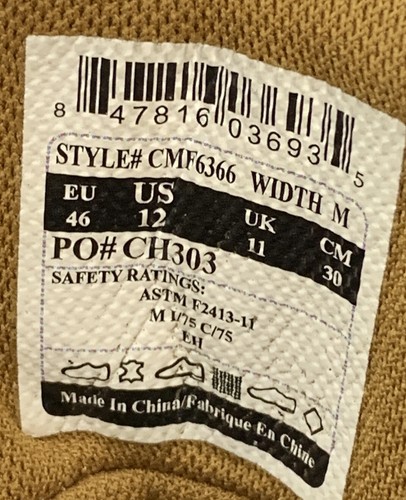 8 47816 03693 5
STYLE# CMF6366 WIDTH M
EU US UK CM
46 12 11 30
PO# CH303
SAFETY RATINGS:
ASTM F2413-11
M I/75 C/75
EH
Made In China/Fabrique En Chine